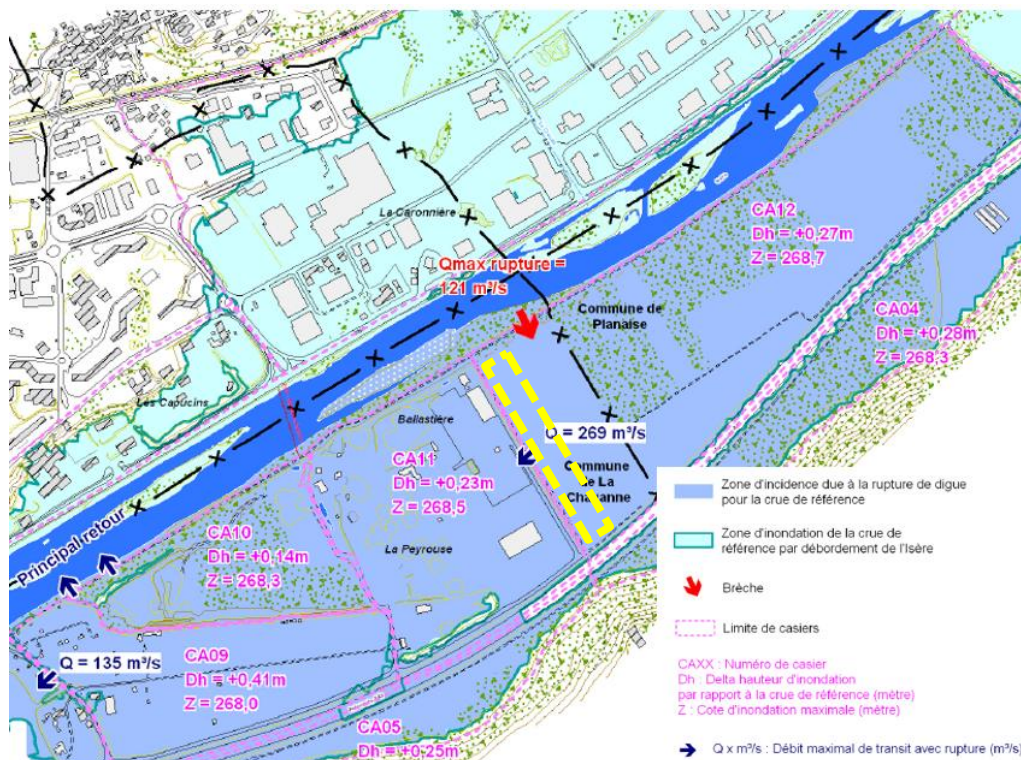 La Caronnière
Qmax rupture =
121 m³/s
CA12
Dh = +0,27m
Z = 268,7
Commune de
Planaise
CA04
Dh = +0,28m
Z = 268,3
Les Capucins
Ballastière
Q = 269 m³/s
CA11
Dh = +0,23m
Z = 268,5
Commune
de La
Chavanne
La Peyrouse
Principal retour
CA10
Dh = +0,14m
Z = 268,3
CA09
Dh = +0,41m
Z = 268,0
Q = 135 m³/s
CA05
Dh = +0,25m
Zone d'incidence due à la rupture de digue
pour la crue de référence
Zone d'inondation de la crue de
référence par débordement de l'Isère
Brèche
Limite de casiers
CAXX : Numéro de casier
Dh : Delta hauteur d'inondation
par rapport à la crue de référence (mètre)
Z : Cote d'inondation maximale (mètre)
Q x m³/s : Débit maximal de transit avec rupture (m³/s)